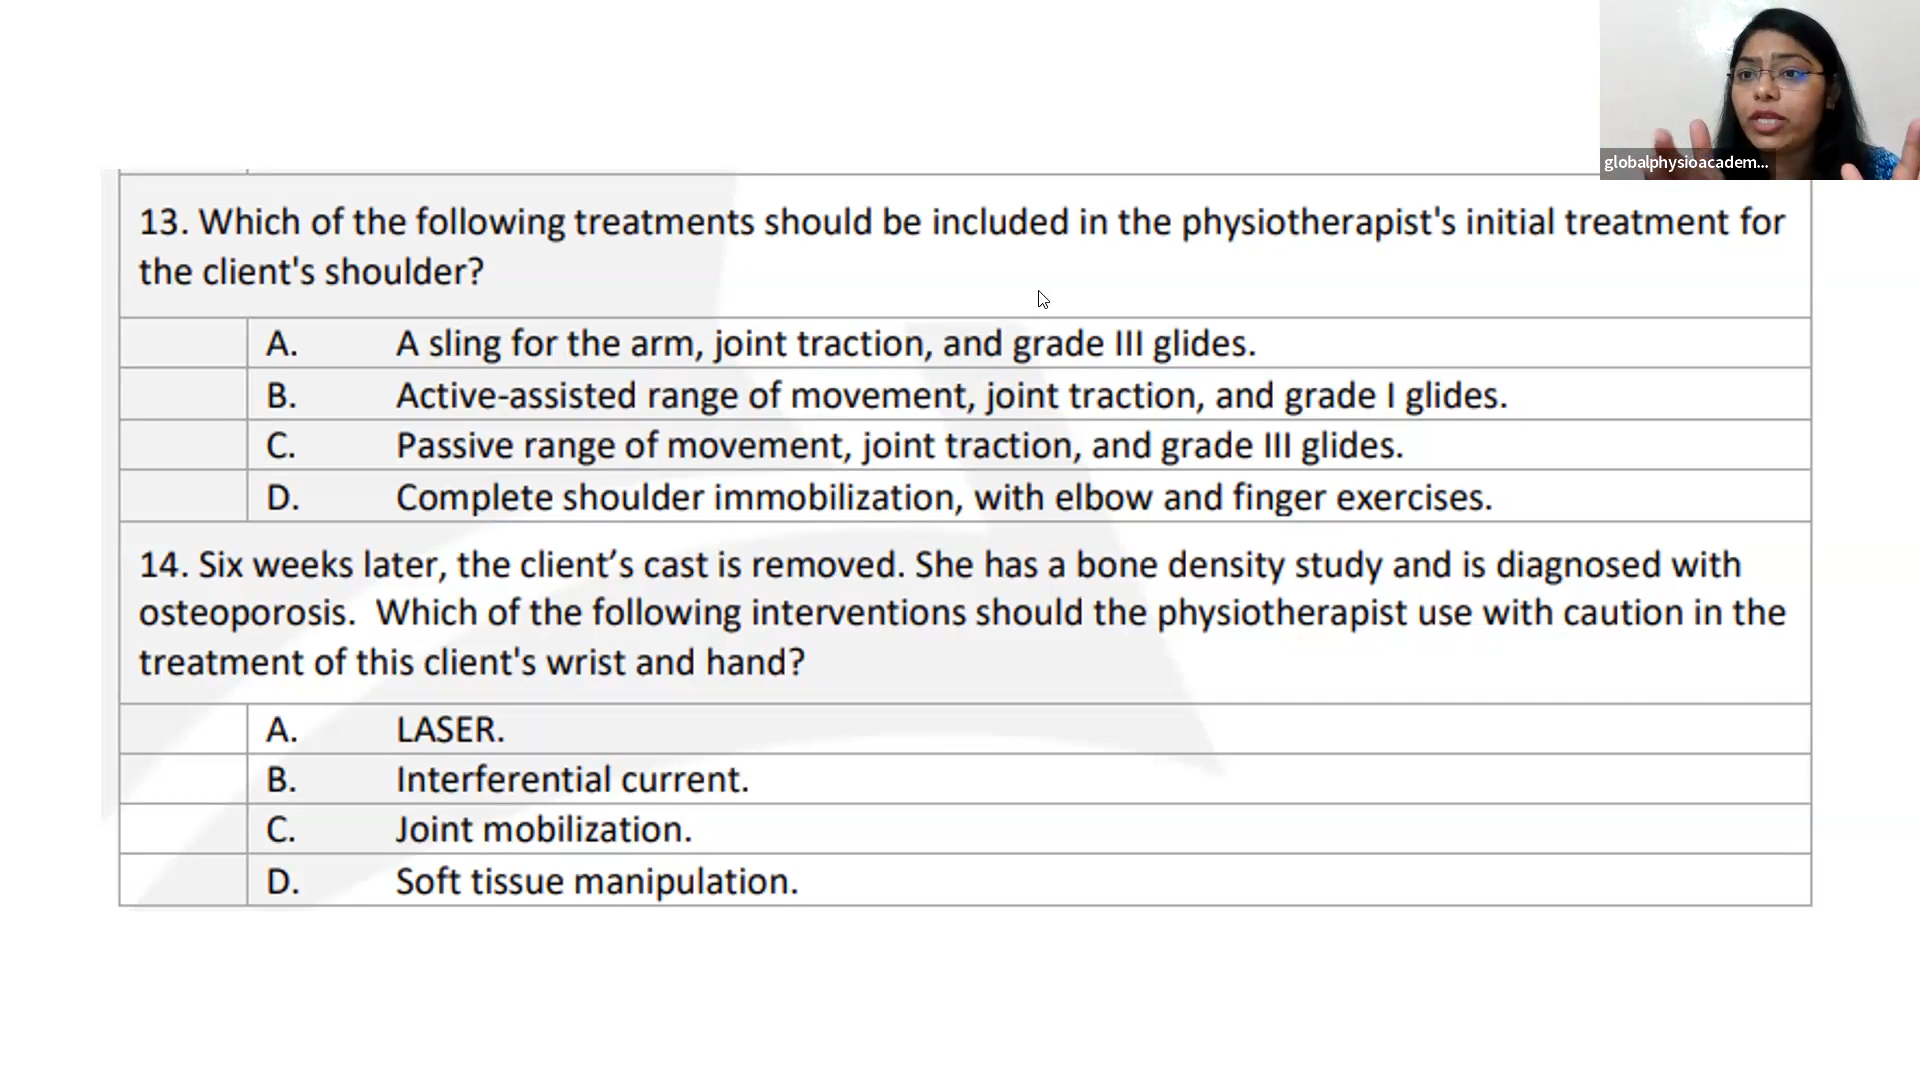 globalphysioacadem...
13. Which of the following treatments should be included in the physiotherapist's initial treatment for
the client's shoulder?
A. A sling for the arm, joint traction, and grade III glides.
B. Active-assisted range of movement, joint traction, and grade I glides.
C. Passive range of movement, joint traction, and grade III glides.
D. Complete shoulder immobilization, with elbow and finger exercises.
14. Six weeks later, the client’s cast is removed. She has a bone density study and is diagnosed with
osteoporosis.  Which of the following interventions should the physiotherapist use with caution in the
treatment of this client's wrist and hand?
A. LASER.
B. Interferential current.
C. Joint mobilization.
D. Soft tissue manipulation.